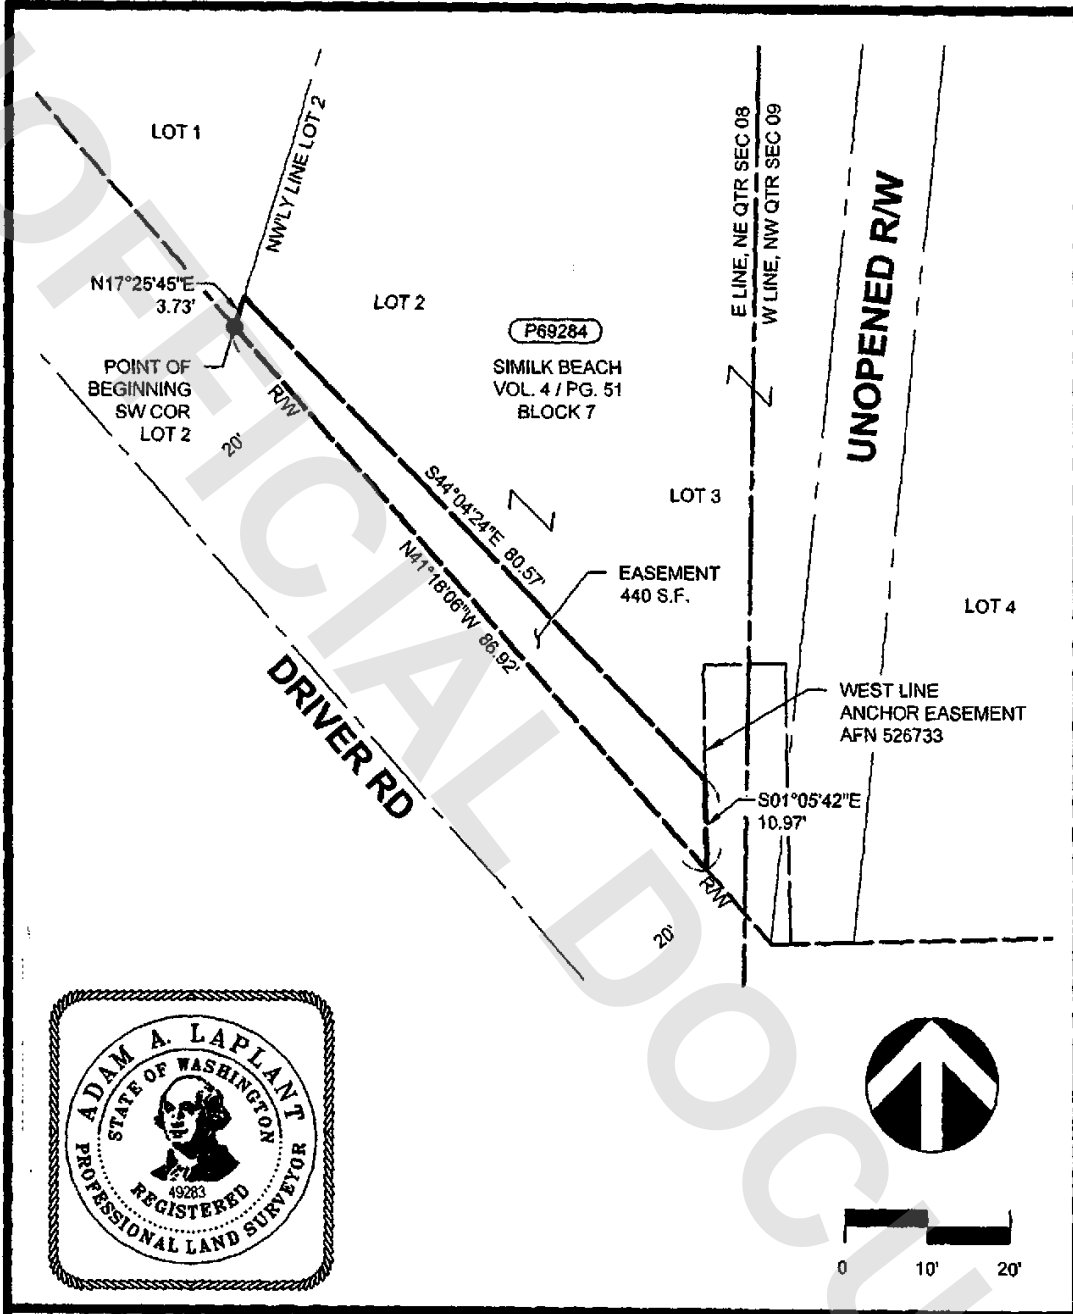 LOT 1
NW'LY LINE LOT 2
E LINE, NE QTR SEC 08
W LINE, NW QTR SEC 09
UNOPENED R/W
N17°25'45"E
3.73'
LOT 2
P69284
SIMILK BEACH
VOL. 4 / PG. 51
BLOCK 7
POINT OF
BEGINNING
SW COR
LOT 2
R/W
20'
S44°04'24"E 80.57'
LOT 3
N41°18'06"W 86.92'
EASEMENT
440 S.F.
LOT 4
DRIVER RD
WEST LINE
ANCHOR EASEMENT
AFN 526733
S01°05'42"E
10.97'
R/W
20'
ADAM A. LAPLANT
STATE OF WASHINGTON
49283
REGISTERED
PROFESSIONAL LAND SURVEYOR
0 10' 20'
OFFICIAL DOCU